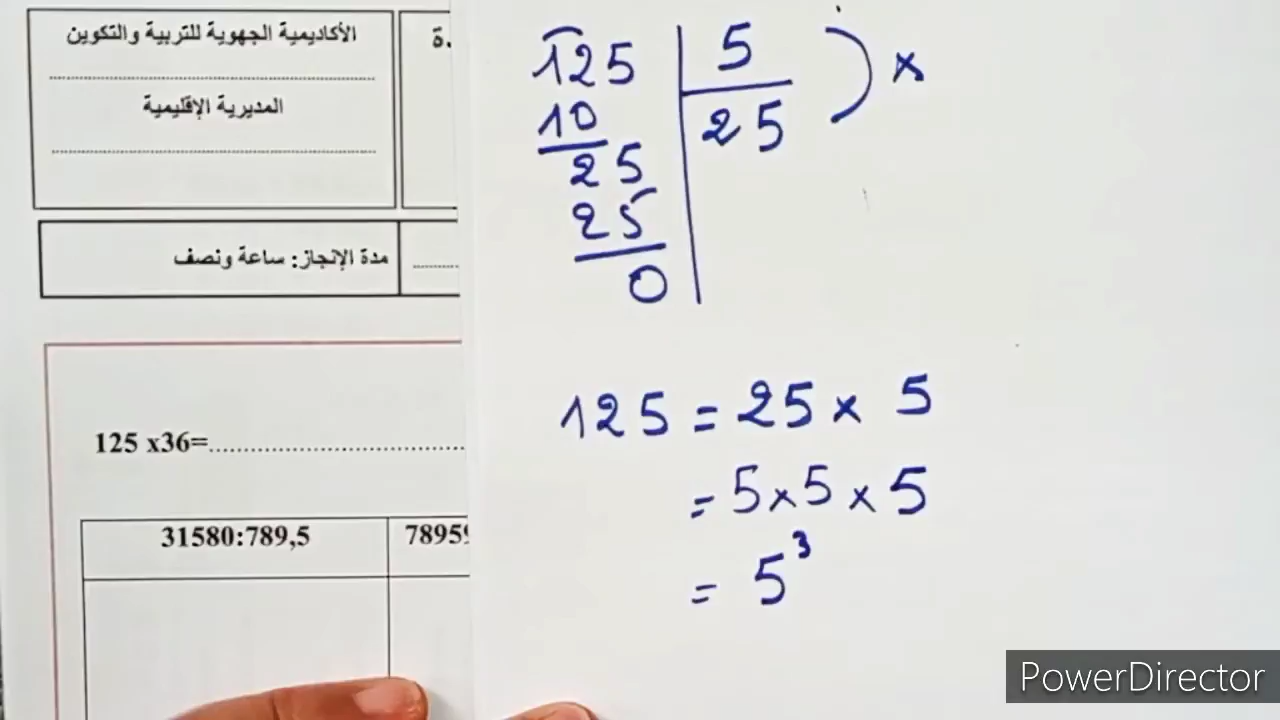 الأكاديمية الجهوية للتربية والتكوين
المديرية الإقليمية
مدة الإنجاز: ساعة ونصف
125 x36=
31580:789,5
125 | 5
10 | 25 ) ×
25
25
0
125 = 25 × 5
= 5 × 5 × 5
= 5³
PowerDirector